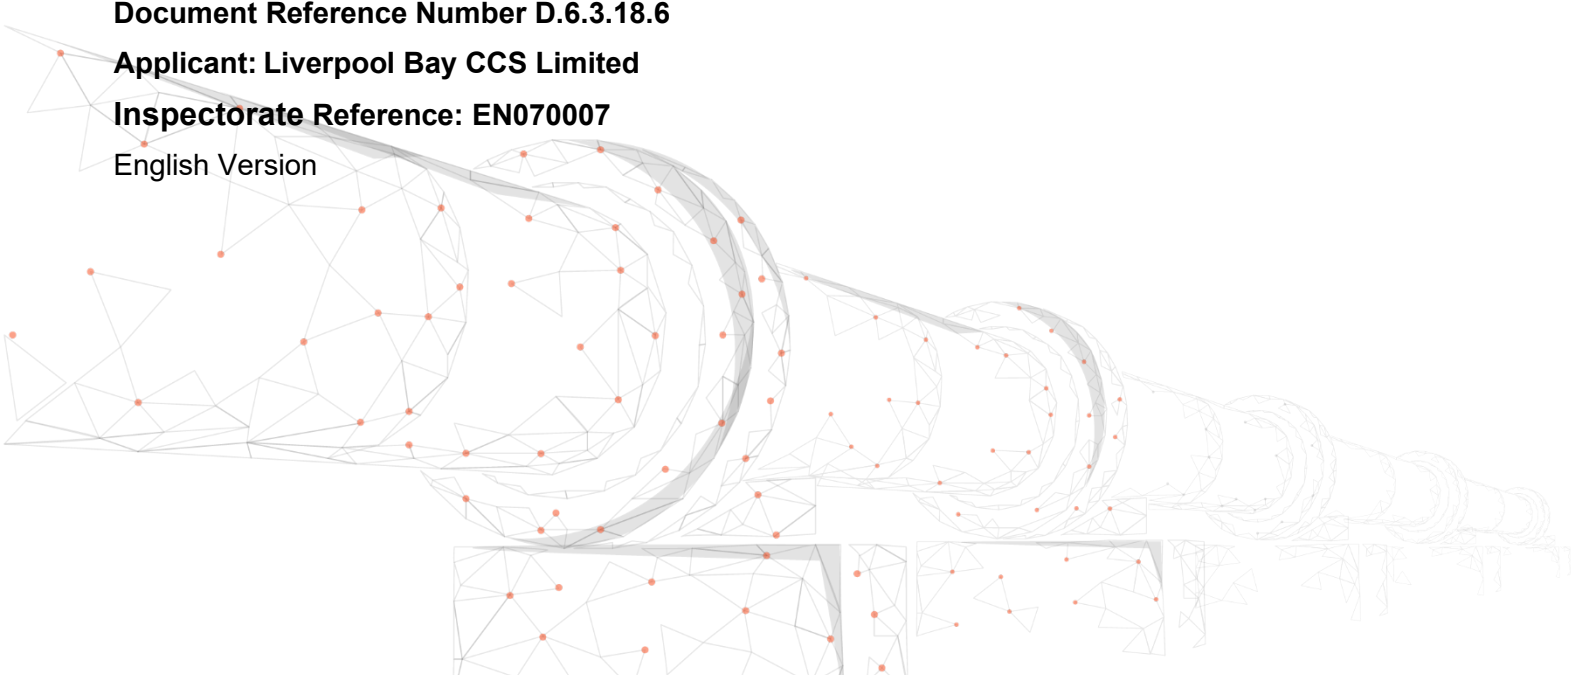 Document Reference Number D.6.3.18.6
Applicant: Liverpool Bay CCS Limited
Inspectorate Reference: EN070007
English Version